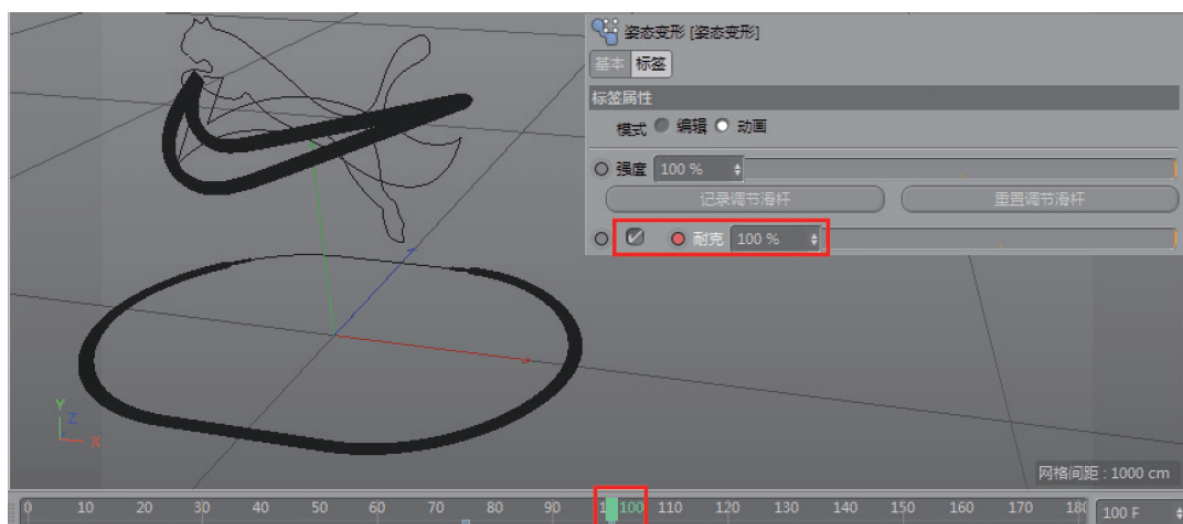 姿态变形 [姿态变形]
基本 标签
标签属性
模式 编辑 动画
强度 100 %
记录调节滑杆 重置调节滑杆
耐克 100 %
Y
Z
X
网格间距 : 1000 cm
0 10 20 30 40 50 60 70 80 90 100 110 120 130 140 150 160 170 180 100 F